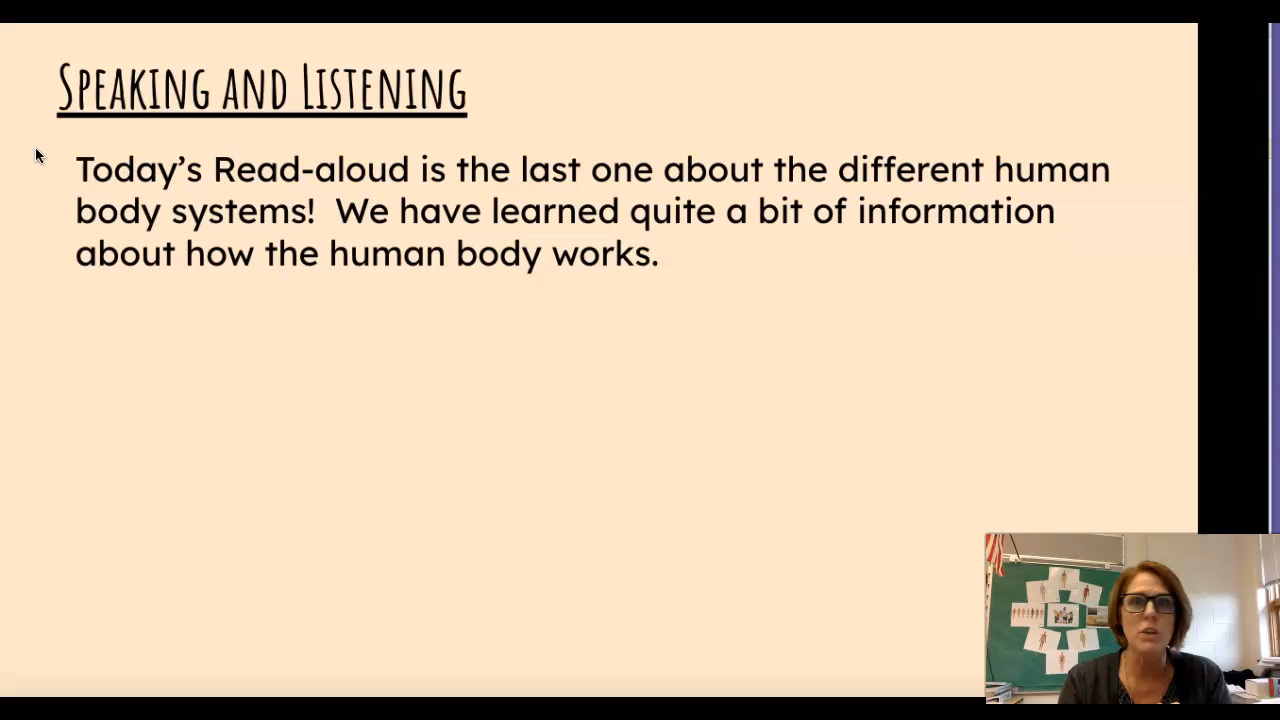 Speaking and Listening
Today’s Read-aloud is the last one about the different human
body systems!  We have learned quite a bit of information
about how the human body works.